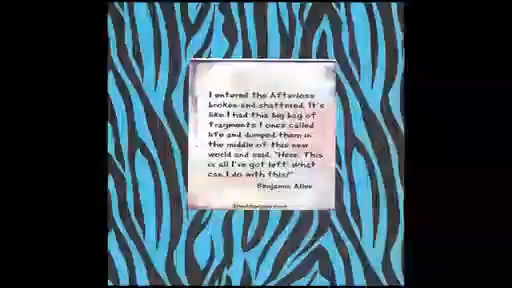 I entered the Afterloss
broken and shattered. It's
like I had this big bag of
fragments I once called
life and dumped them in
the middle of this new
world and said, "Here. This
is all I've got left. What
can I do with this?"
Benjamin Allen